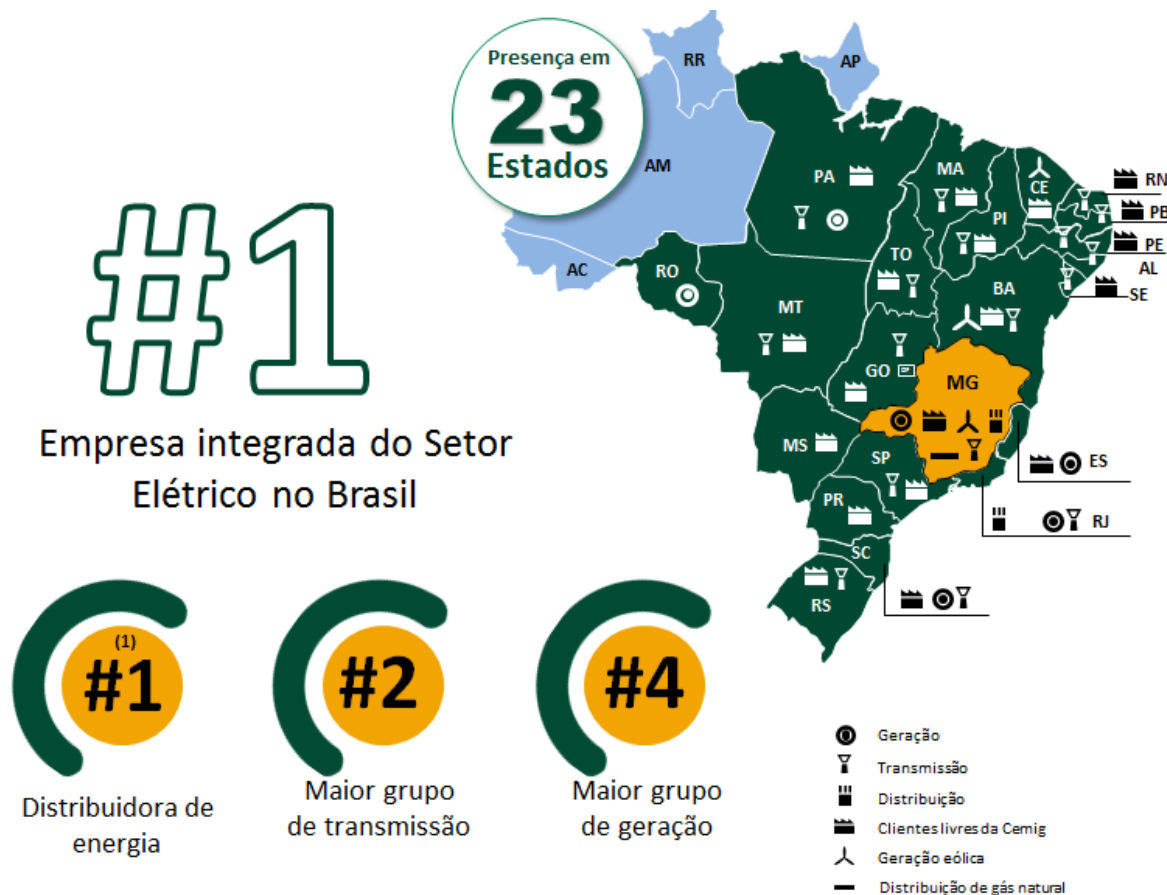 Presença em
23
Estados
#1
Empresa integrada do Setor
Elétrico no Brasil
RR
AP
AM
PA
MA
CE
RN
PB
PI
PE
AL
TO
SE
AC
RO
BA
MT
GO
MG
MS
SP
ES
PR
RJ
SC
RS
(1)
#1
Distribuidora de
energia
#2
Maior grupo
de transmissão
#4
Maior grupo
de geração
Geração
Transmissão
Distribuição
Clientes livres da Cemig
Geração eólica
Distribuição de gás natural